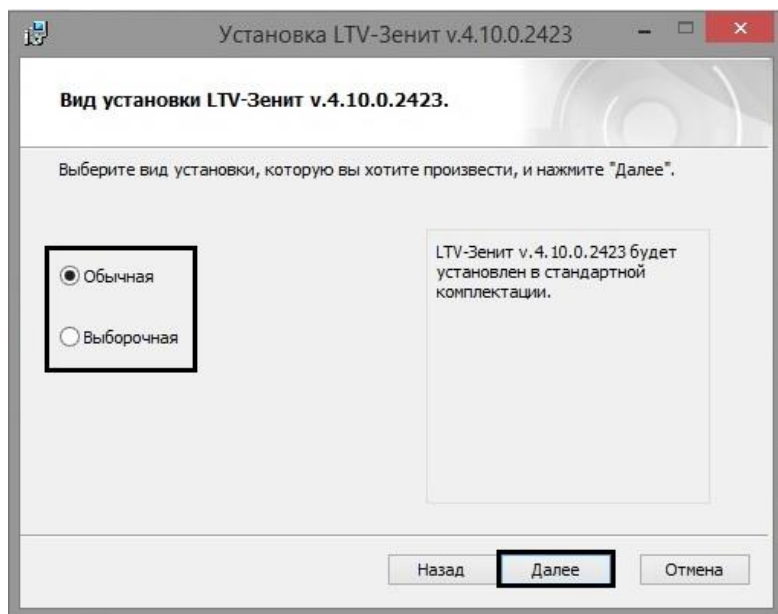 Установка LTV-Зенит v.4.10.0.2423
Вид установки LTV-Зенит v.4.10.0.2423.
Выберите вид установки, которую вы хотите произвести, и нажмите "Далее".
Обычная
Выборочная
LTV-Зенит v.4.10.0.2423 будет
установлен в стандартной
комплектации.
Назад Далее Отмена